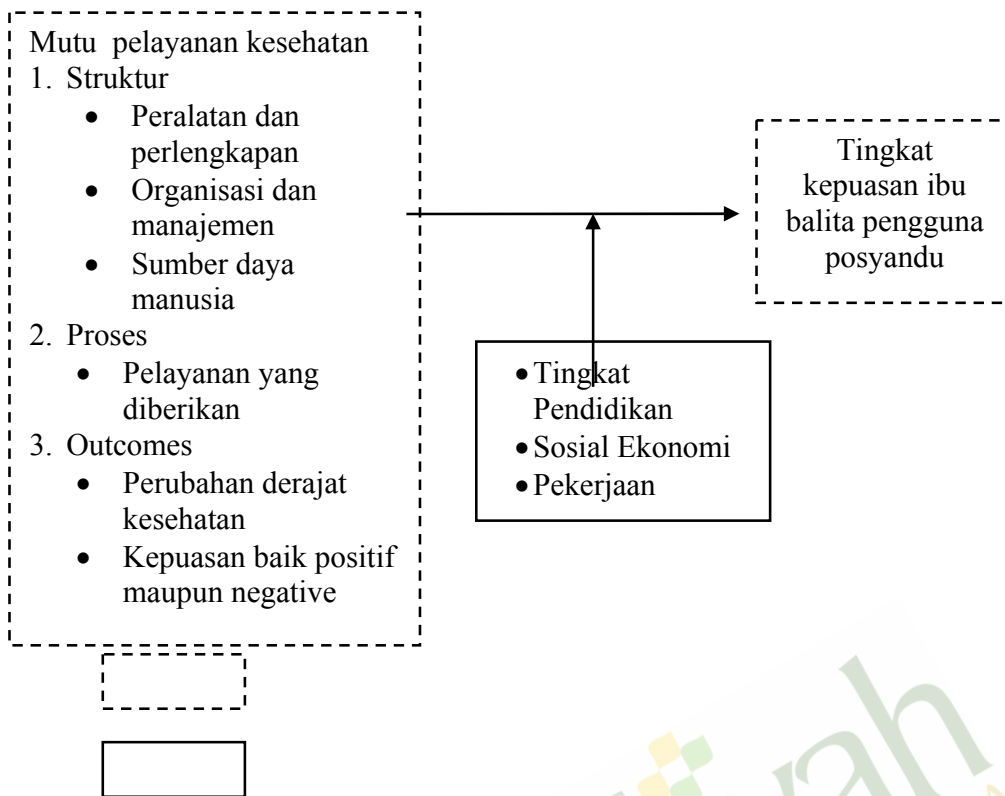 Mutu pelayanan kesehatan
1. Struktur
• Peralatan dan
perlengkapan
• Organisasi dan
manajemen
• Sumber daya
manusia
2. Proses
• Pelayanan yang
diberikan
3. Outcomes
• Perubahan derajat
kesehatan
• Kepuasan baik positif
maupun negative
Tingkat
kepuasan ibu
balita pengguna
posyandu
• Tingkat
Pendidikan
• Sosial Ekonomi
• Pekerjaan